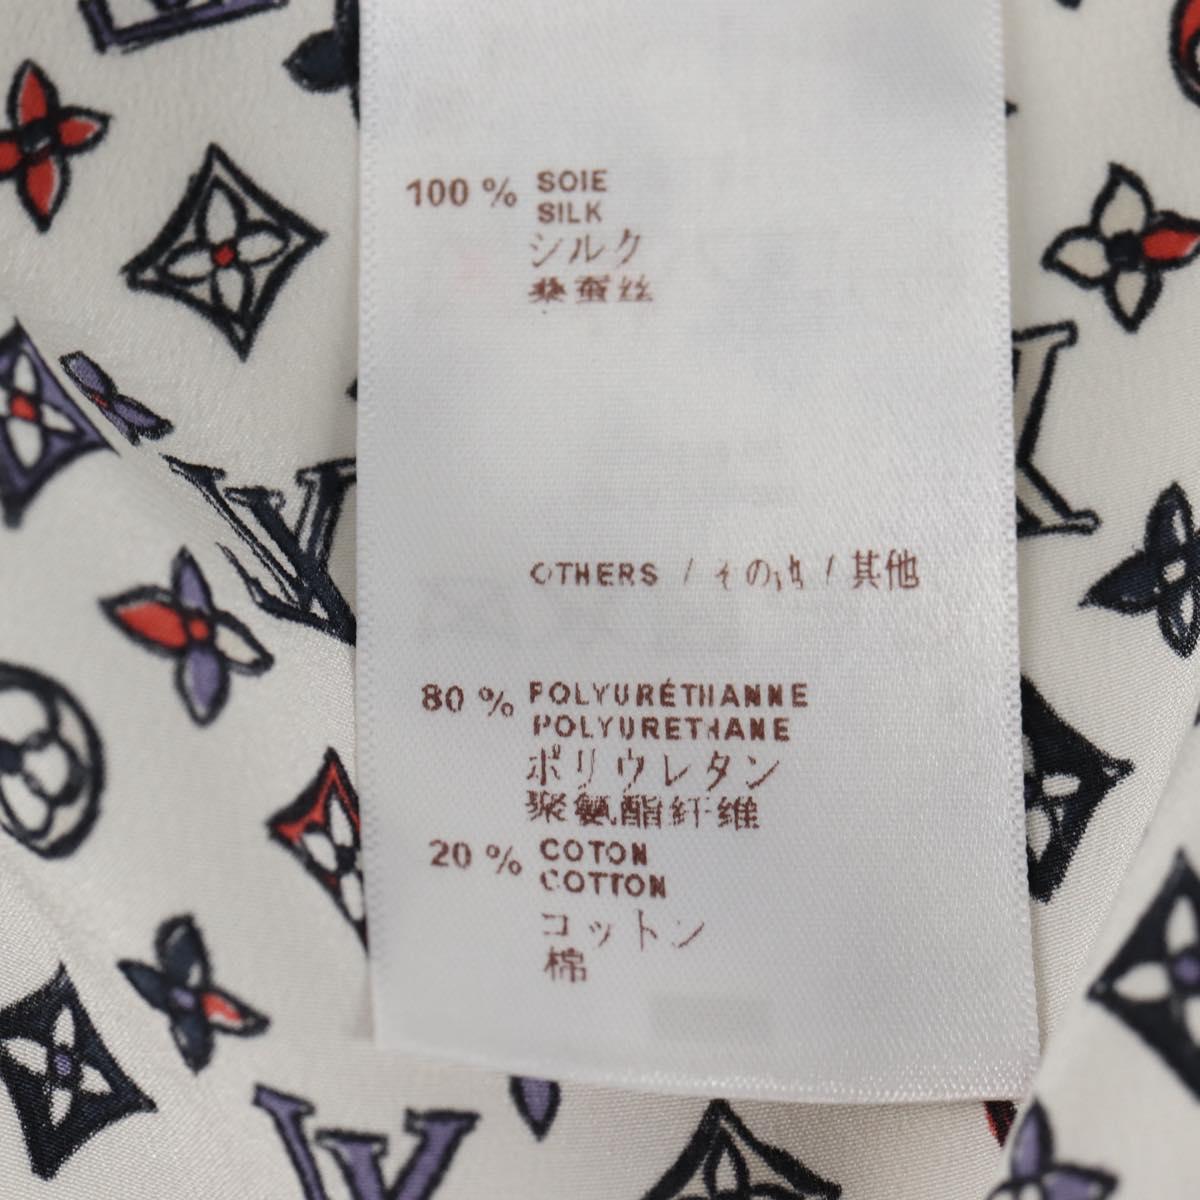 100 % SOIE
SILK
シルク
桑蚕丝
OTHERS / その他 / 其他
80 % POLYURÉTHANNE
POLYURETHANE
ポリウレタン
聚氨酯纤维
20 % COTON
COTTON
コットン
棉